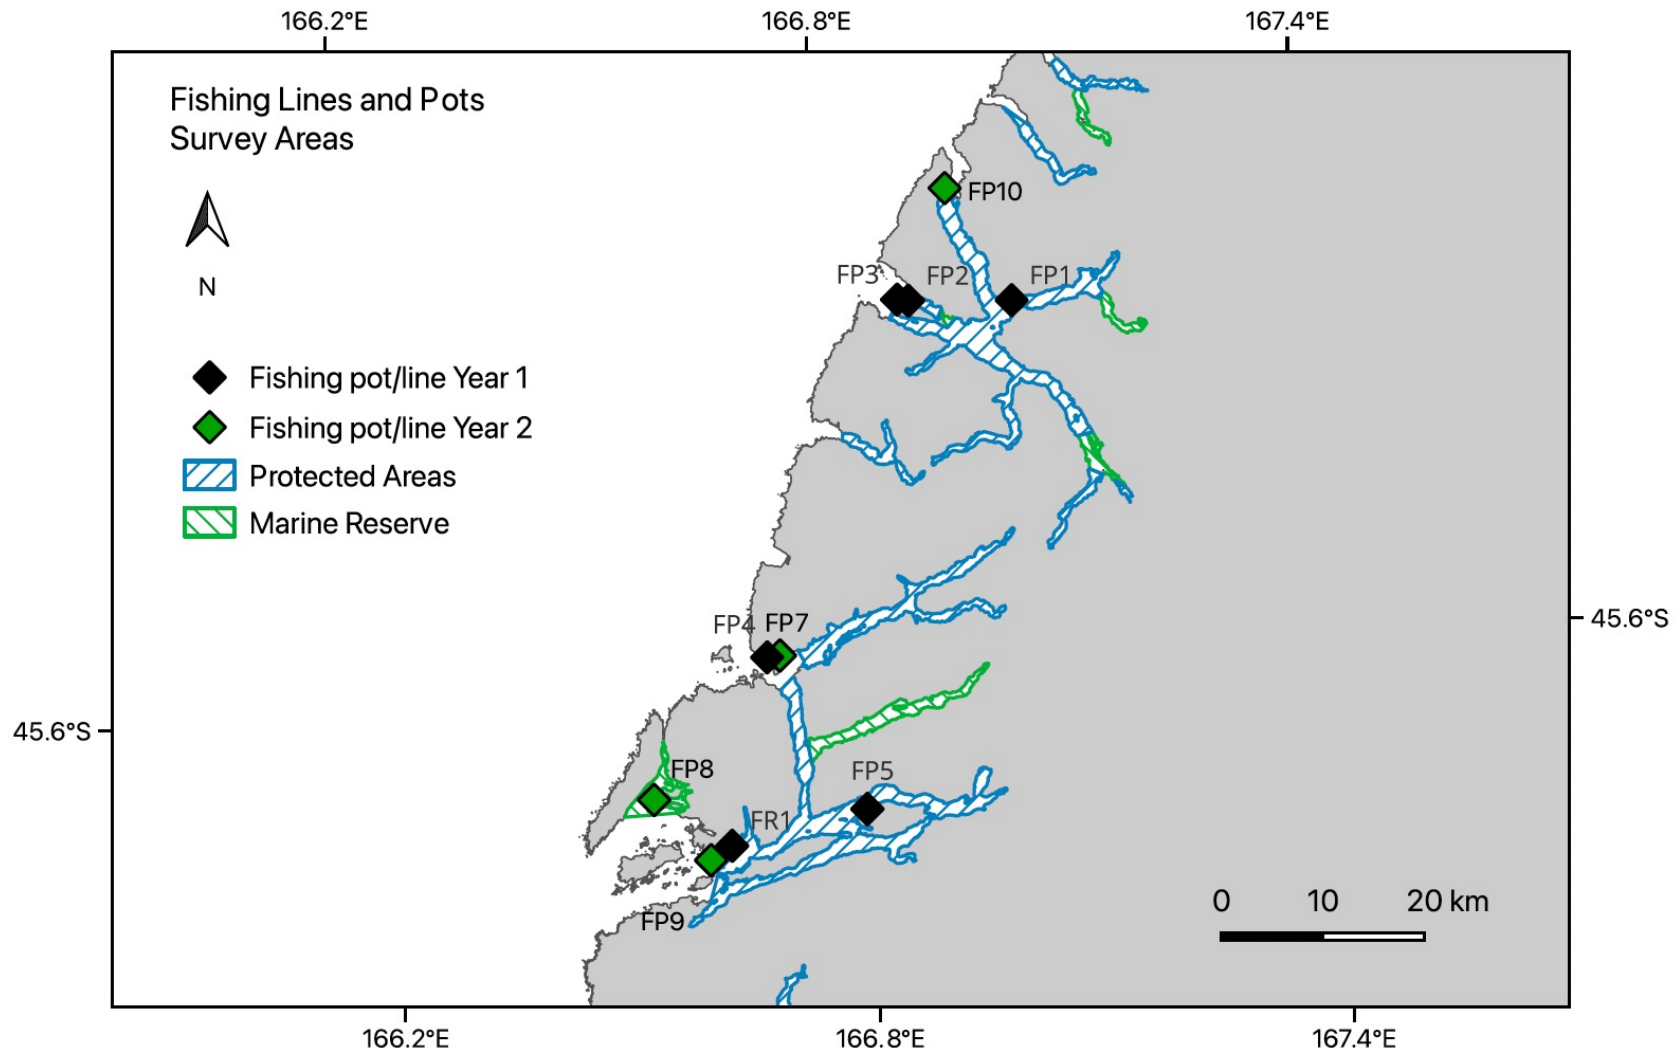 166.2°E 166.8°E 167.4°E
Fishing Lines and Pots
Survey Areas
N
FP10
FP3 FP2 FP1
Fishing pot/line Year 1
Fishing pot/line Year 2
Protected Areas
Marine Reserve
FP4 FP7
45.6°S
45.6°S
FP8 FP5
FR1
FP9
0 10 20 km
166.2°E 166.8°E 167.4°E